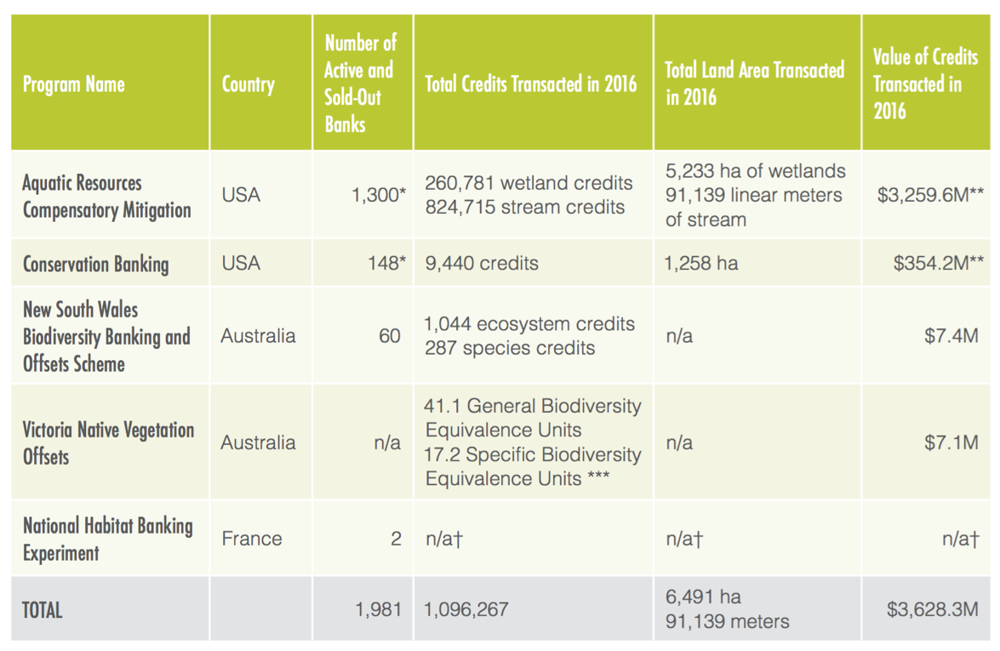 Program Name
Country
Number of
Active and
Sold-Out
Banks
Total Credits Transacted in 2016
Total Land Area Transacted
in 2016
Value of Credits
Transacted in
2016
Aquatic Resources
Compensatory Mitigation
USA
1,300*
260,781 wetland credits
824,715 stream credits
5,233 ha of wetlands
91,139 linear meters
of stream
$3,259.6M**
Conservation Banking
USA
148*
9,440 credits
1,258 ha
$354.2M**
New South Wales
Biodiversity Banking and
Offsets Scheme
Australia
60
1,044 ecosystem credits
287 species credits
n/a
$7.4M
Victoria Native Vegetation
Offsets
Australia
n/a
41.1 General Biodiversity
Equivalence Units
17.2 Specific Biodiversity
Equivalence Units ***
n/a
$7.1M
National Habitat Banking
Experiment
France
2
n/a†
n/a†
n/a†
TOTAL
1,981
1,096,267
6,491 ha
91,139 meters
$3,628.3M